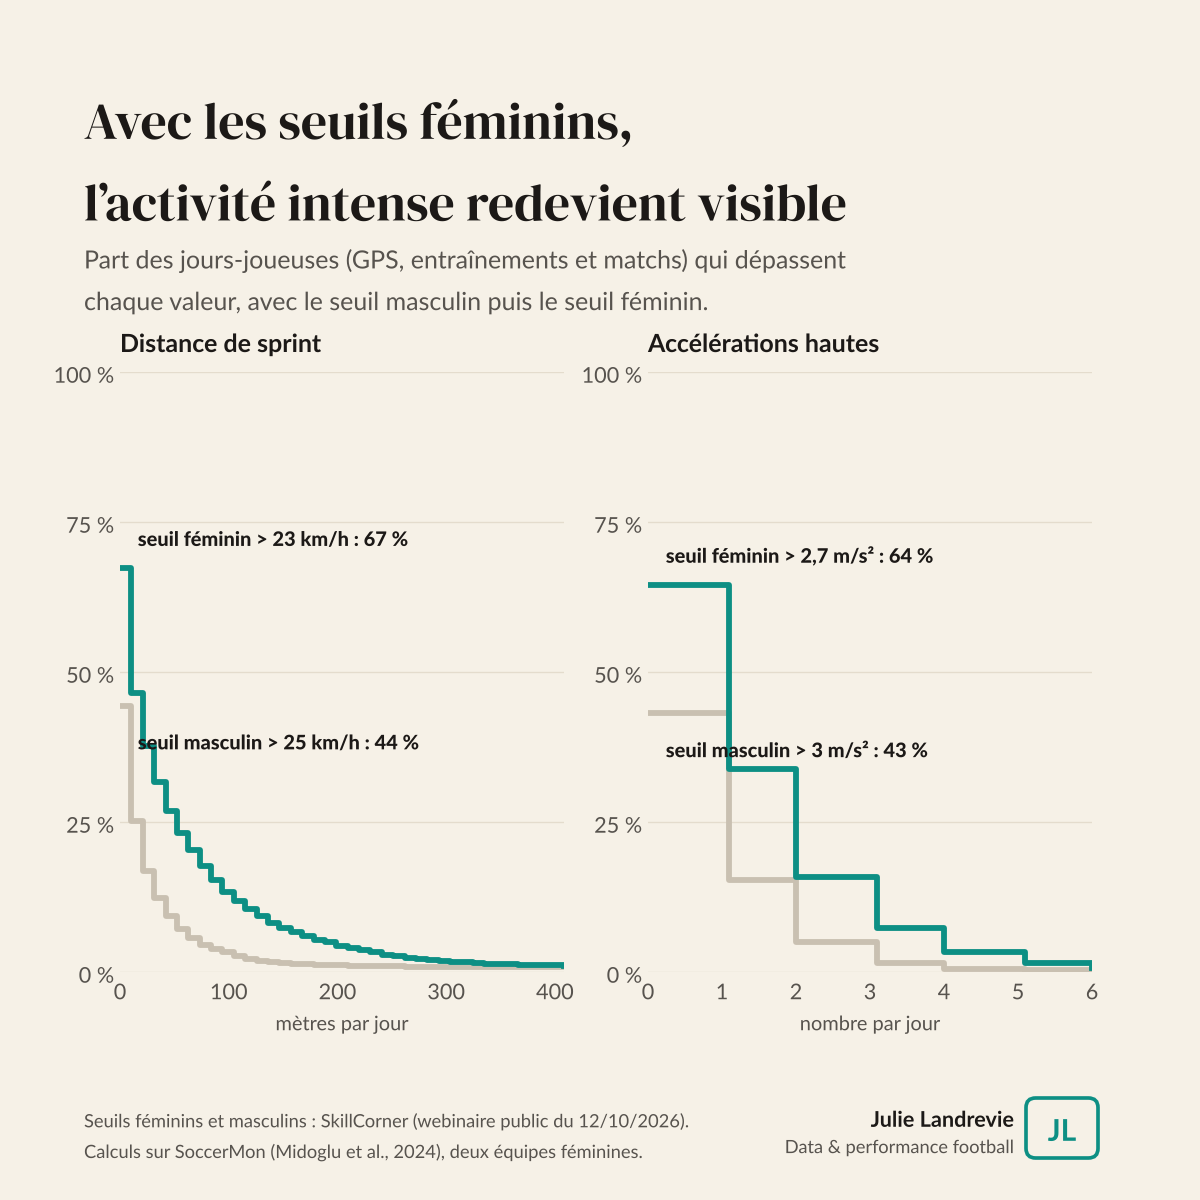 Avec les seuils féminins,
l’activité intense redevient visible
Part des jours-joueuses (GPS, entraînements et matchs) qui dépassent
chaque valeur, avec le seuil masculin puis le seuil féminin.
Distance de sprint
100 %
75 %
seuil féminin > 23 km/h : 67 %
50 %
seuil masculin > 25 km/h : 44 %
25 %
0 %
0 100 200 300 400
mètres par jour
Accélérations hautes
100 %
75 %
seuil féminin > 2,7 m/s² : 64 %
50 %
seuil masculin > 3 m/s² : 43 %
25 %
0 %
0 1 2 3 4 5 6
nombre par jour
Seuils féminins et masculins : SkillCorner (webinaire public du 12/10/2026).
Calculs sur SoccerMon (Midoglu et al., 2024), deux équipes féminines.
Julie Landrevie
Data & performance football
JL